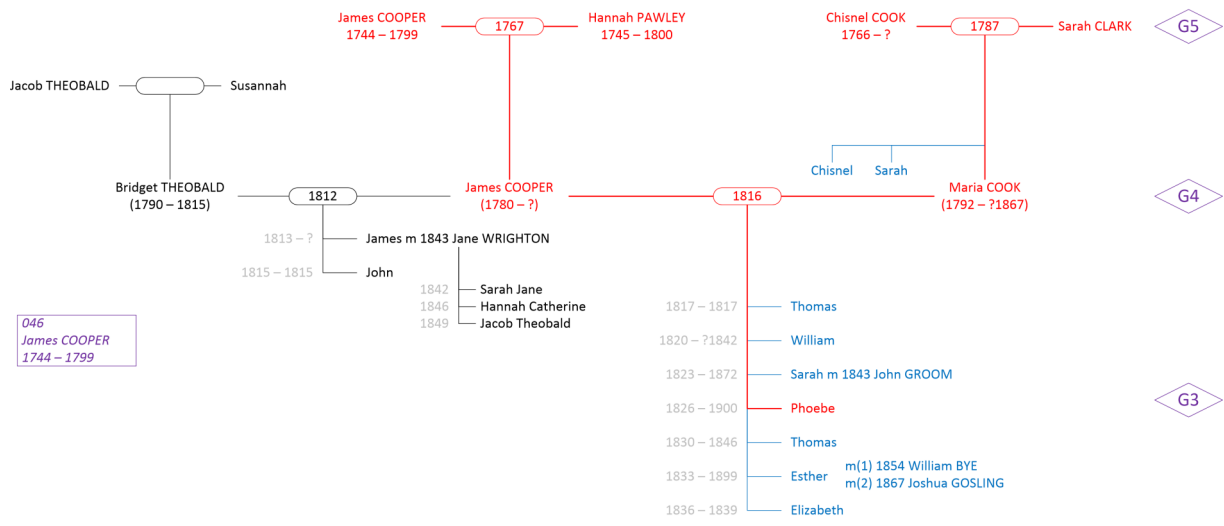 James COOPER
1744 – 1799
1767
Hannah PAWLEY
1745 – 1800
Chisnel COOK
1766 – ?
1787
Sarah CLARK
G5
Jacob THEOBALD
Susannah
Chisnel
Sarah
Bridget THEOBALD
(1790 – 1815)
1812
James COOPER
(1780 – ?)
1816
Maria COOK
(1792 – ?1867)
G4
1813 – ?
James m 1843 Jane WRIGHTON
1815 – 1815
John
1842
Sarah Jane
1846
Hannah Catherine
1849
Jacob Theobald
046
James COOPER
1744 – 1799
1817 – 1817
Thomas
1820 – ?1842
William
1823 – 1872
Sarah m 1843 John GROOM
1826 – 1900
Phoebe
G3
1830 – 1846
Thomas
1833 – 1899
Esther
m(1) 1854 William BYE
m(2) 1867 Joshua GOSLING
1836 – 1839
Elizabeth